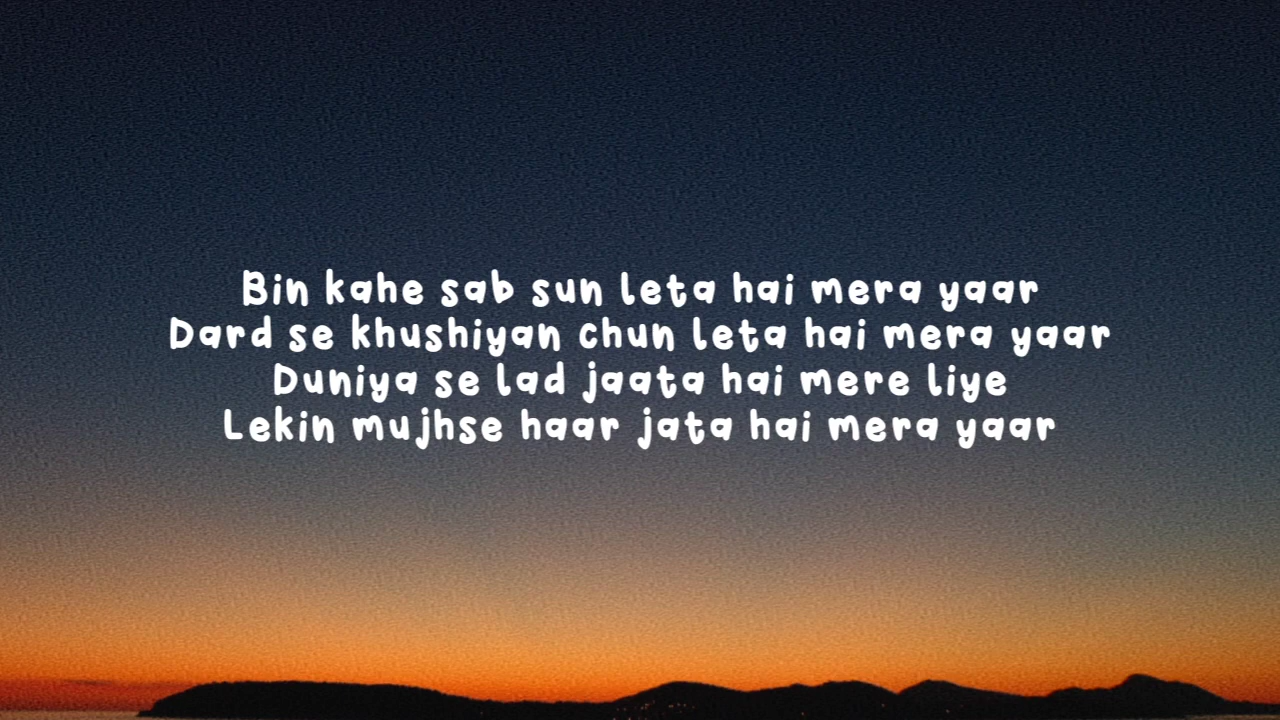 Bin kahe sab sun leta hai mera yaar
Dard se khushiyan chun leta hai mera yaar
Duniya se lad jaata hai mere liye
Lekin mujhse haar jata hai mera yaar